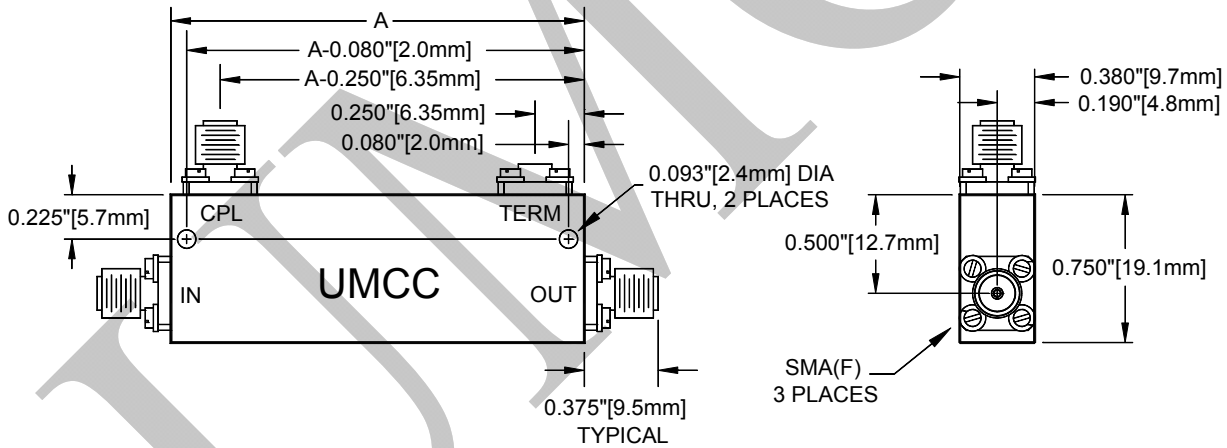 A
A-0.080"[2.0mm]
A-0.250"[6.35mm]
0.250"[6.35mm]
0.080"[2.0mm]
0.380"[9.7mm]
0.190"[4.8mm]
0.093"[2.4mm] DIA
THRU, 2 PLACES
0.225"[5.7mm]
CPL
TERM
UMCC
IN
OUT
0.500"[12.7mm]
0.750"[19.1mm]
SMA(F)
3 PLACES
0.375"[9.5mm]
TYPICAL